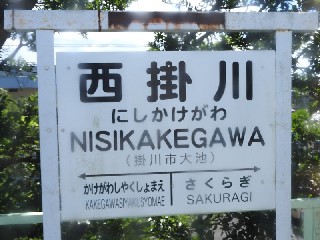 西掛川
にしかけがわ
NISIKAKEGAWA
(掛川市大池)
かけがわしやくしょまえ さくらぎ
KAKEGAWASIYAKUSYOMAE SAKURAGI